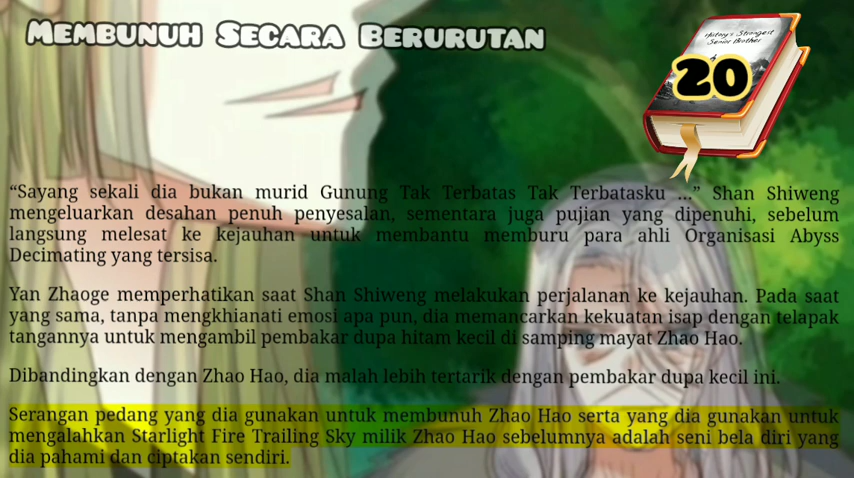 MEMBUNUH SECARA BERURUTAN
History's Strongest
Senior Brother
20
“Sayang sekali dia bukan murid Gunung Tak Terbatas Tak Terbatasku ...” Shan Shiweng
mengeluarkan desahan penuh penyesalan, sementara juga pujian yang dipenuhi, sebelum
langsung melesat ke kejauhan untuk membantu memburu para ahli Organisasi Abyss
Decimating yang tersisa.
Yan Zhaoge memperhatikan saat Shan Shiweng melakukan perjalanan ke kejauhan. Pada saat
yang sama, tanpa mengkhianati emosi apa pun, dia memancarkan kekuatan isap dengan telapak
tangannya untuk mengambil pembakar dupa hitam kecil di samping mayat Zhao Hao.
Dibandingkan dengan Zhao Hao, dia malah lebih tertarik dengan pembakar dupa kecil ini.
Serangan pedang yang dia gunakan untuk membunuh Zhao Hao serta yang dia gunakan untuk
mengalahkan Starlight Fire Trailing Sky milik Zhao Hao sebelumnya adalah seni bela diri yang
dia pahami dan ciptakan sendiri.